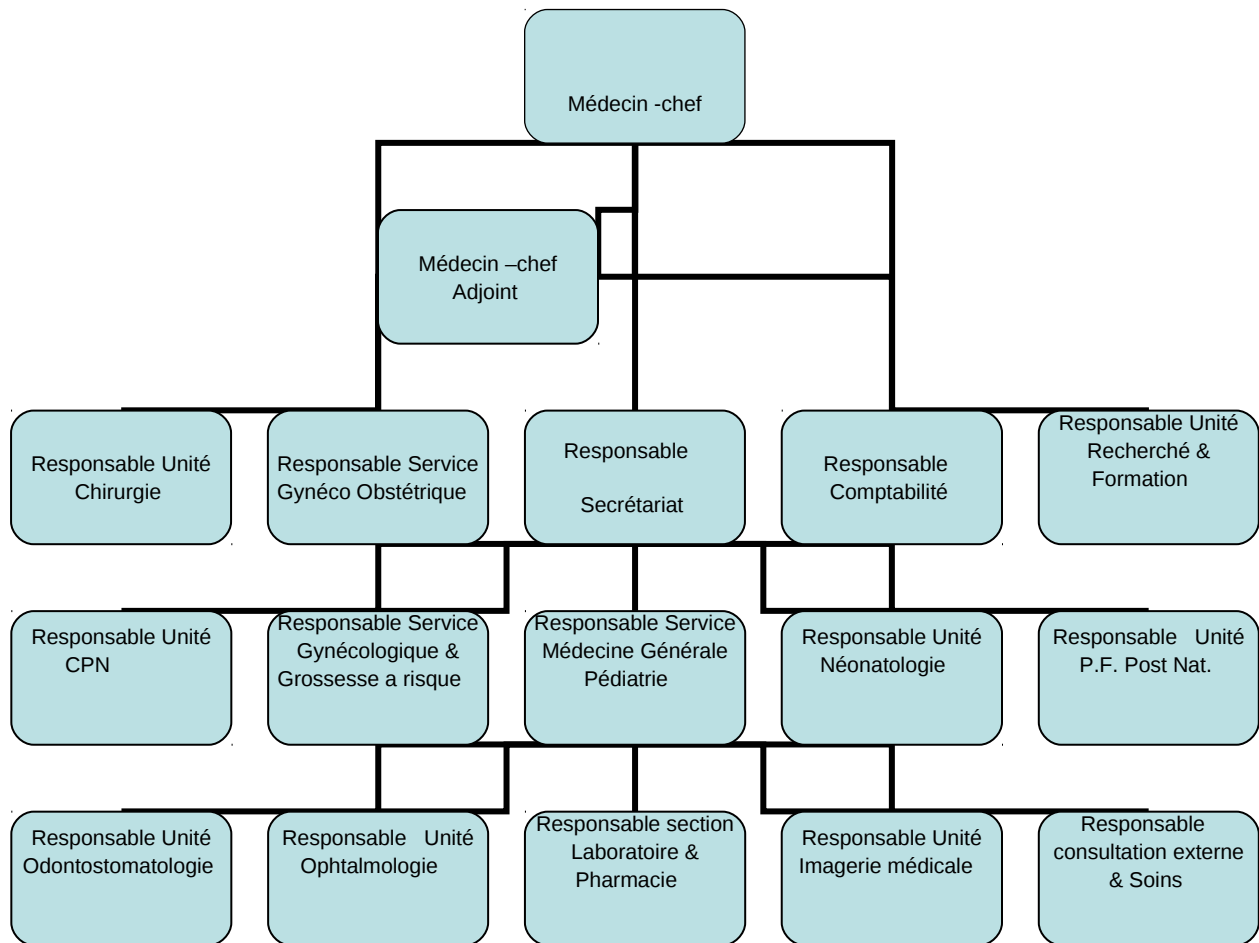 Médecin -chef
Médecin –chef
Adjoint
Responsable Unité
Chirurgie
Responsable Service
Gynéco Obstétrique
Responsable
Secrétariat
Responsable
Comptabilité
Responsable Unité
Recherché &
Formation
Responsable Unité
CPN
Responsable Service
Gynécologique &
Grossesse a risque
Responsable Service
Médecine Générale
Pédiatrie
Responsable Unité
Néonatologie
Responsable Unité
P.F. Post Nat.
Responsable Unité
Odontostomatologie
Responsable Unité
Ophtalmologie
Responsable section
Laboratoire &
Pharmacie
Responsable Unité
Imagerie médicale
Responsable
consultation externe
& Soins